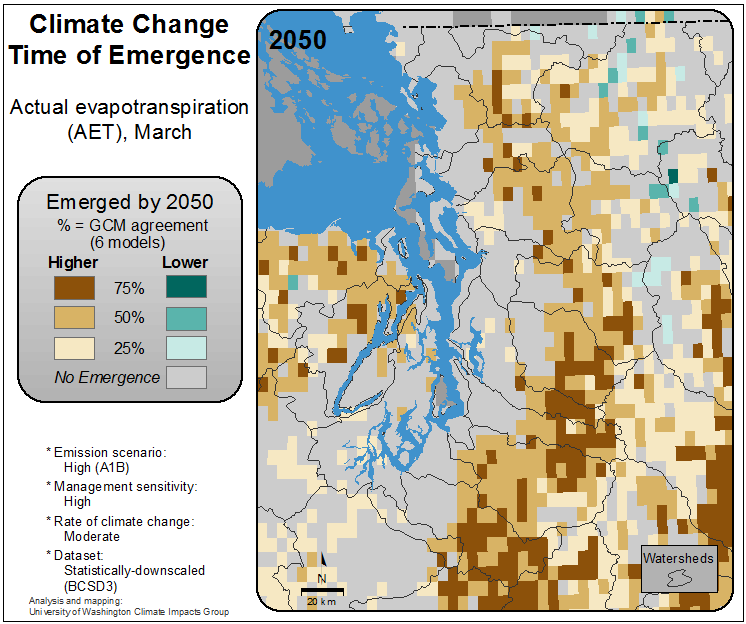 Climate Change
Time of Emergence
Actual evapotranspiration
(AET), March
Emerged by 2050
% = GCM agreement
(6 models)
Higher Lower
75%
50%
25%
No Emergence
* Emission scenario:
High (A1B)
* Management sensitivity:
High
* Rate of climate change:
Moderate
* Dataset:
Statistically-downscaled
(BCSD3)
Analysis and mapping:
University of Washington Climate Impacts Group
2050
N
20 km
Watersheds